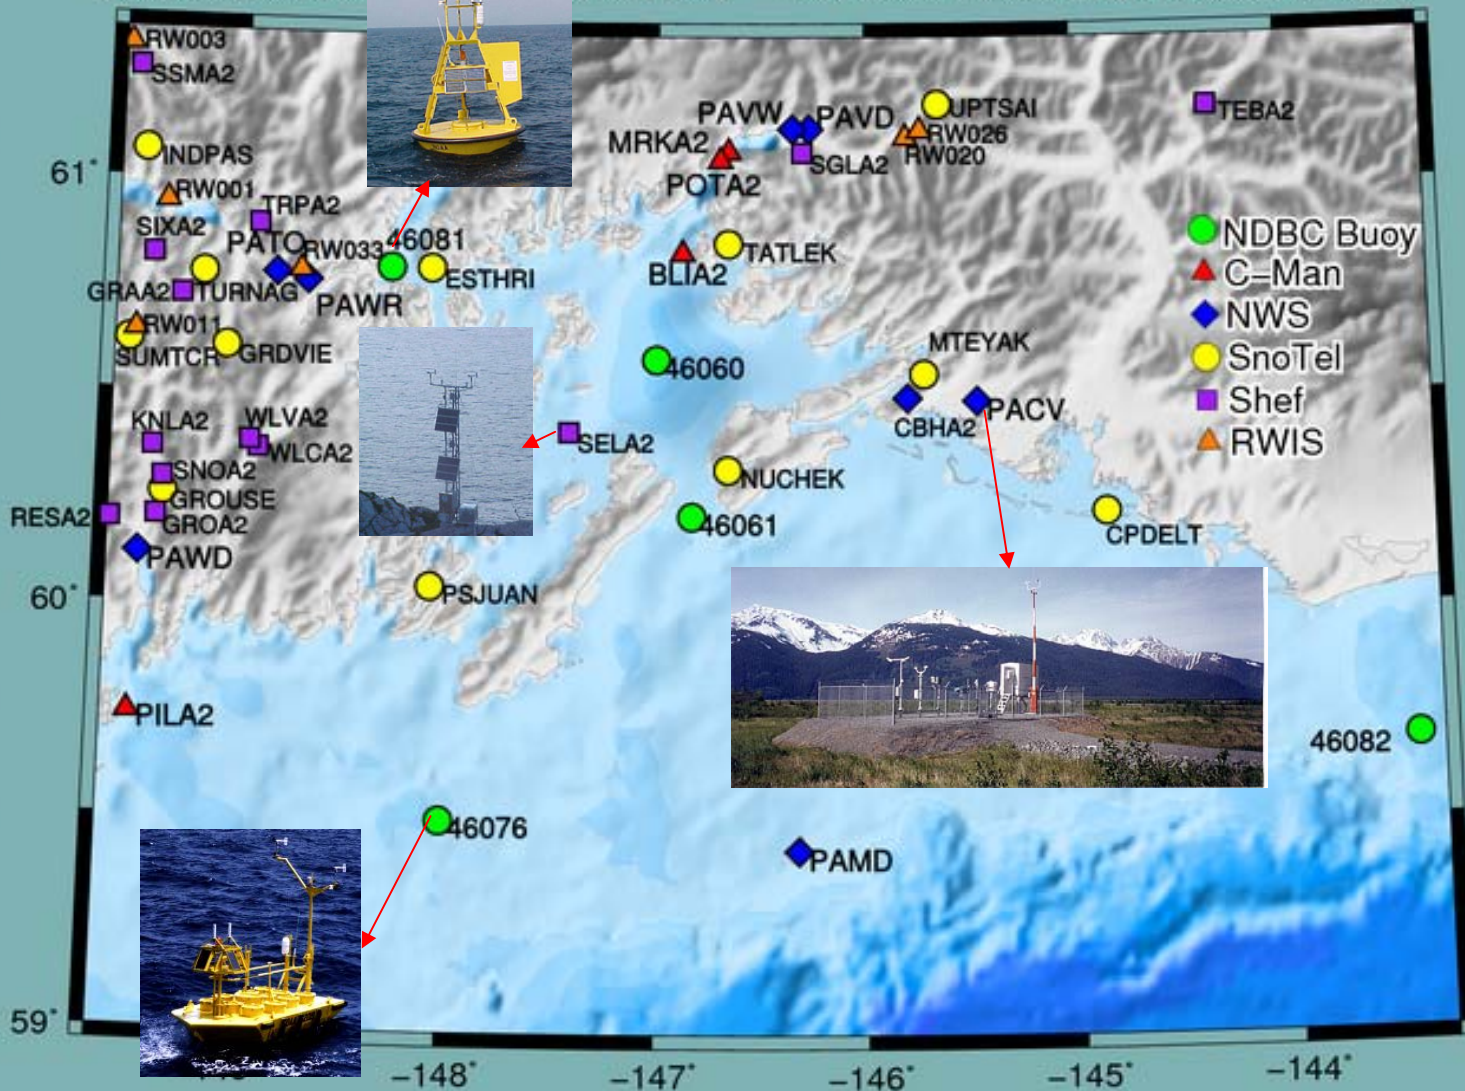 RW003
SSMA2
INDPAS
61°
RW001
TRPA2
SIXA2
PATO
RW033
46081
ESTHRI
GRAA2
TURNAG
PAWR
RW011
SUMTCR
GRDVIE
PAVW
PAVD
UPTSAI
MRKA2
RW026
RW020
SGLA2
POTA2
TEBA2
TATLEK
BLIA2
NDBC Buoy
C-Man
NWS
SnoTel
Shef
RWIS
46060
MTEYAK
CBHA2
PACV
KNLA2
WLVA2
WLCA2
SELA2
SNOA2
GROUSE
RESA2
GROA2
NUCHEK
46061
CPDELT
PAWD
60°
PSJUAN
PILA2
46082
46076
PAMD
59°
-148°
-147°
-146°
-145°
-144°